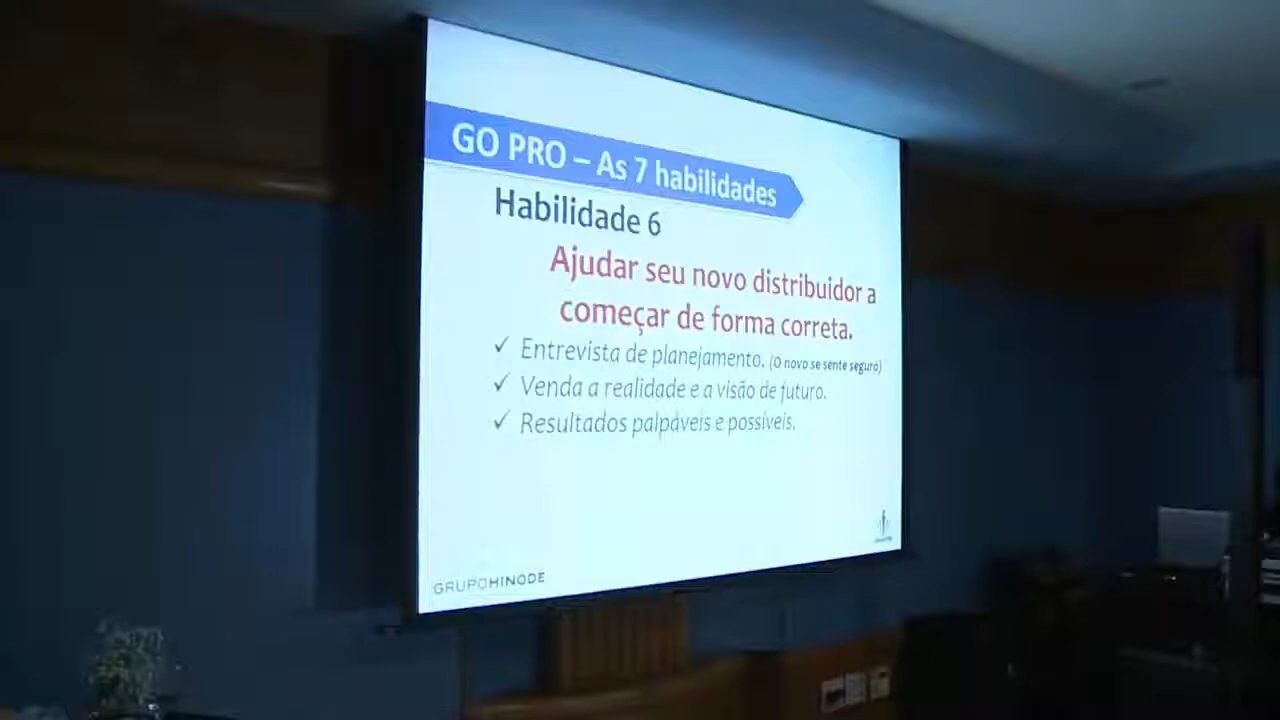 GO PRO – As 7 habilidades
Habilidade 6
Ajudar seu novo distribuidor a
começar de forma correta.
✓ Entrevista de planejamento. (O novo se sente seguro)
✓ Venda a realidade e a visão de futuro.
✓ Resultados palpáveis e possíveis.
GRUPOHINODE